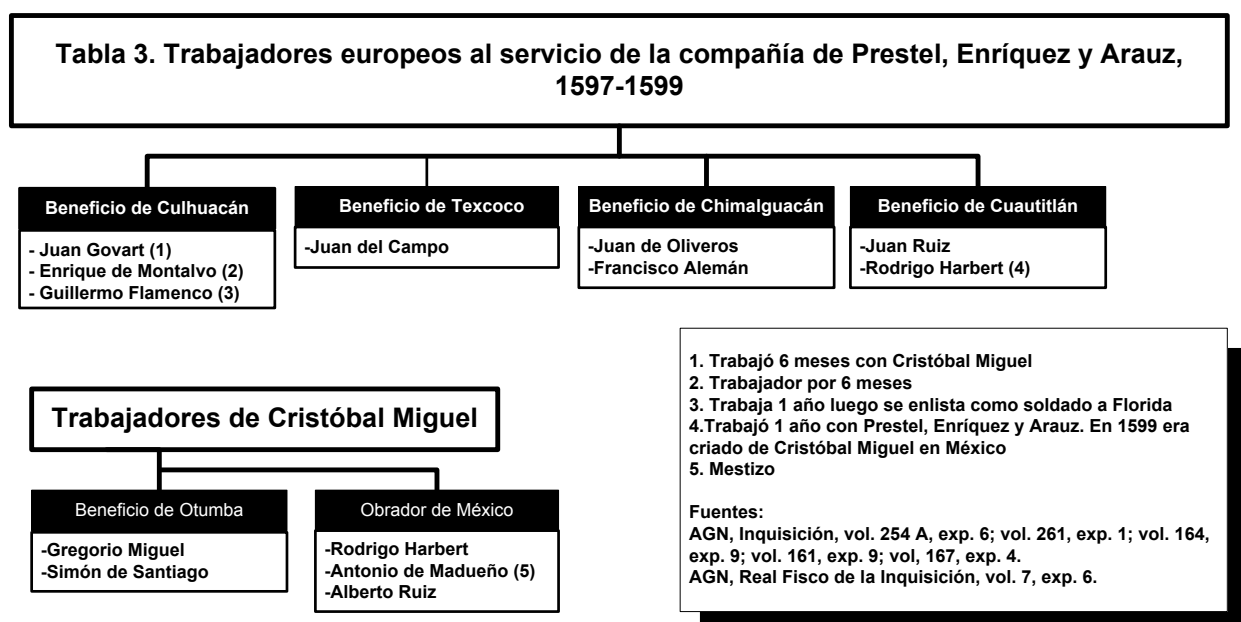 Tabla 3. Trabajadores europeos al servicio de la compañía de Prestel, Enríquez y Arauz,
1597-1599
Beneficio de Culhuacán
- Juan Govart (1)
- Enrique de Montalvo (2)
- Guillermo Flamenco (3)
Beneficio de Texcoco
-Juan del Campo
Beneficio de Chimalguacán
-Juan de Oliveros
-Francisco Alemán
Beneficio de Cuautitlán
-Juan Ruiz
-Rodrigo Harbert (4)
Trabajadores de Cristóbal Miguel
Beneficio de Otumba
-Gregorio Miguel
-Simón de Santiago
Obrador de México
-Rodrigo Harbert
-Antonio de Madueño (5)
-Alberto Ruiz
1. Trabajó 6 meses con Cristóbal Miguel
2. Trabajador por 6 meses
3. Trabaja 1 año luego se enlista como soldado a Florida
4.Trabajó 1 año con Prestel, Enríquez y Arauz. En 1599 era
criado de Cristóbal Miguel en México
5. Mestizo
Fuentes:
AGN, Inquisición, vol. 254 A, exp. 6; vol. 261, exp. 1; vol. 164,
exp. 9; vol. 161, exp. 9; vol, 167, exp. 4.
AGN, Real Fisco de la Inquisición, vol. 7, exp. 6.